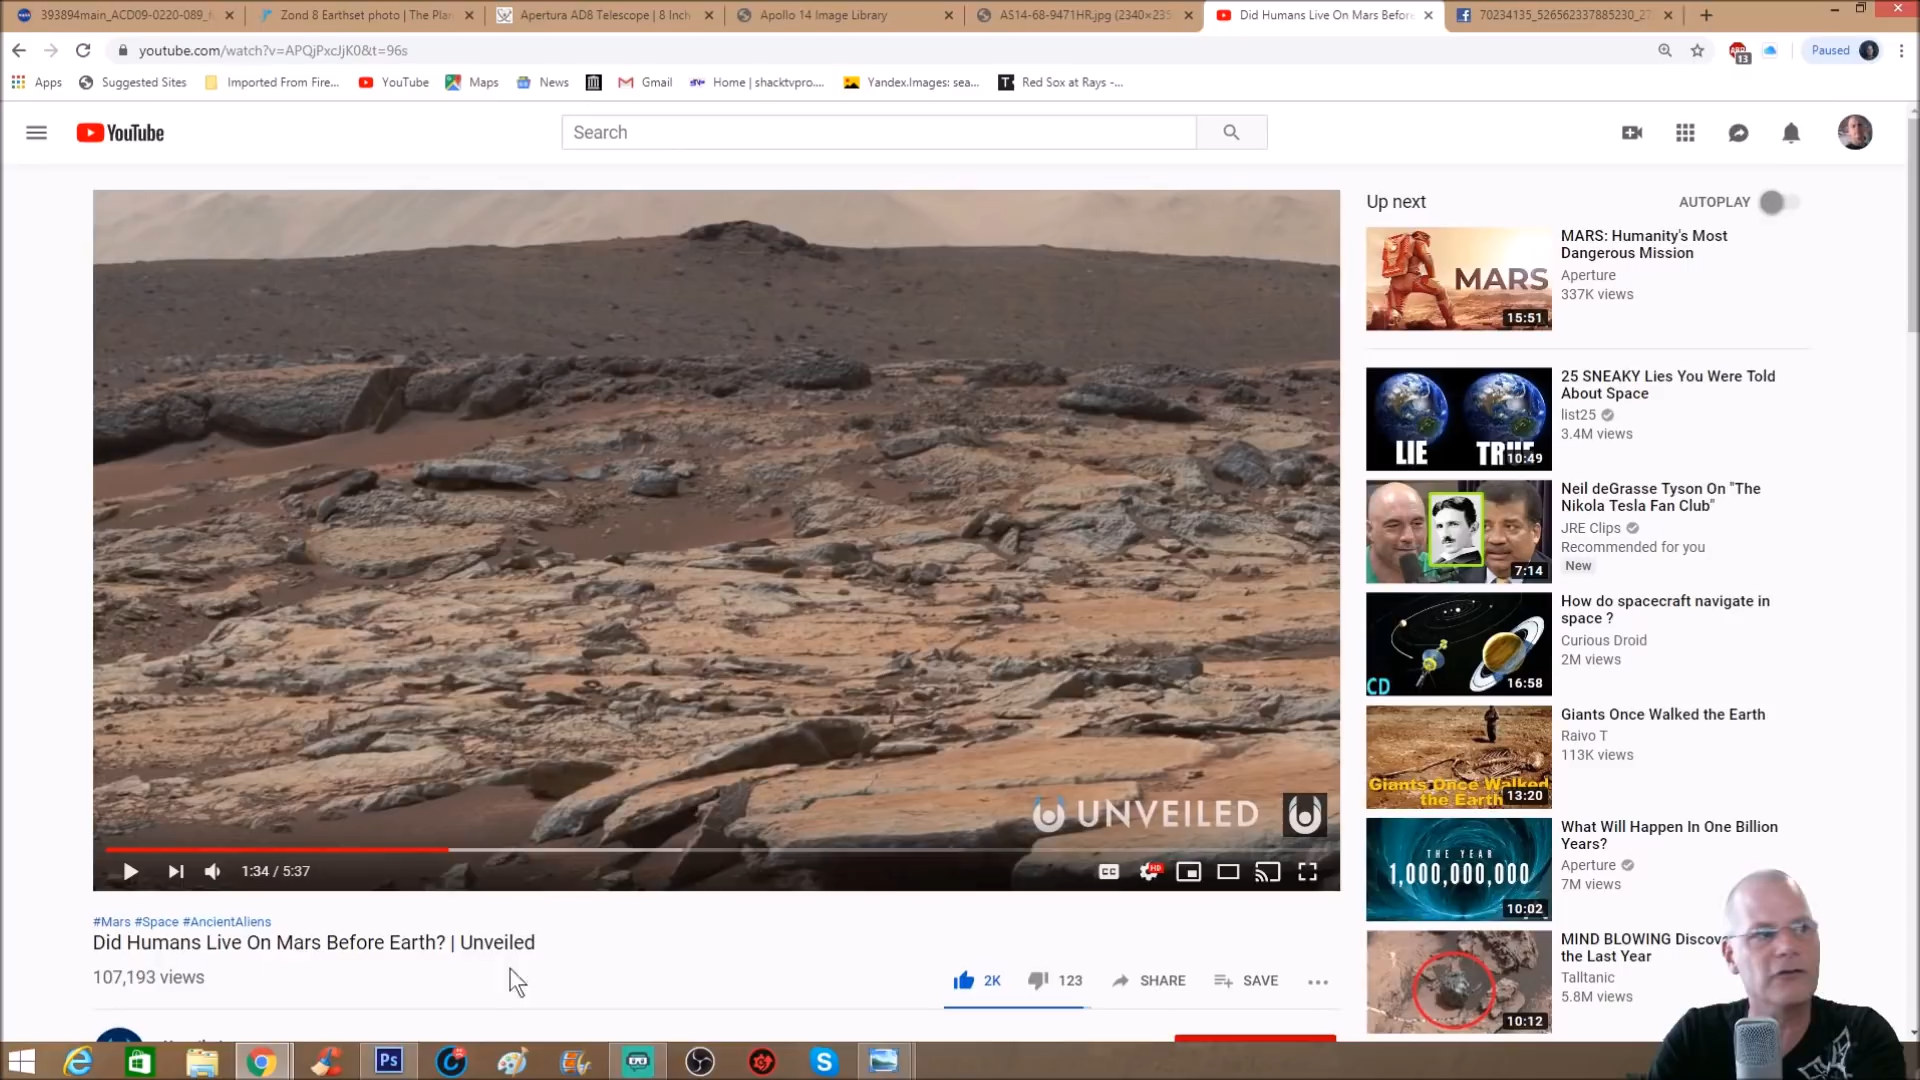 393894main_ACD09-0220-089_f
Zond 8 Earthset photo | The Plan
Apertura AD8 Telescope | 8 Inch
Apollo 14 Image Library
AS14-68-9471HR.jpg (2340×235
Did Humans Live On Mars Before
70234135_526562337885230_27
youtube.com/watch?v=APQjPxcJjK0&t=96s
13
Paused
Apps
Suggested Sites
Imported From Fire...
YouTube
Maps
News
Gmail
Home | shacktvpro....
Yandex.Images: sea...
Red Sox at Rays -...
YouTube
Search
UNVEILED
1:34 / 5:37
CC
HD
#Mars #Space #AncientAliens
Did Humans Live On Mars Before Earth? | Unveiled
107,193 views
2K
123
SHARE
SAVE
Up next
AUTOPLAY
MARS
15:51
MARS: Humanity's Most
Dangerous Mission
Aperture
337K views
LIE
TRUE
10:49
25 SNEAKY Lies You Were Told
About Space
list25
3.4M views
7:14
Neil deGrasse Tyson On "The
Nikola Tesla Fan Club"
JRE Clips
Recommended for you
New
CD
16:58
How do spacecraft navigate in
space ?
Curious Droid
2M views
Giants Once Walked
the Earth
13:20
Giants Once Walked the Earth
Raivo T
113K views
THE YEAR
1,000,000,000
10:02
What Will Happen In One Billion
Years?
Aperture
7M views
10:12
MIND BLOWING Discov
the Last Year
Talltanic
5.8M views
Ps